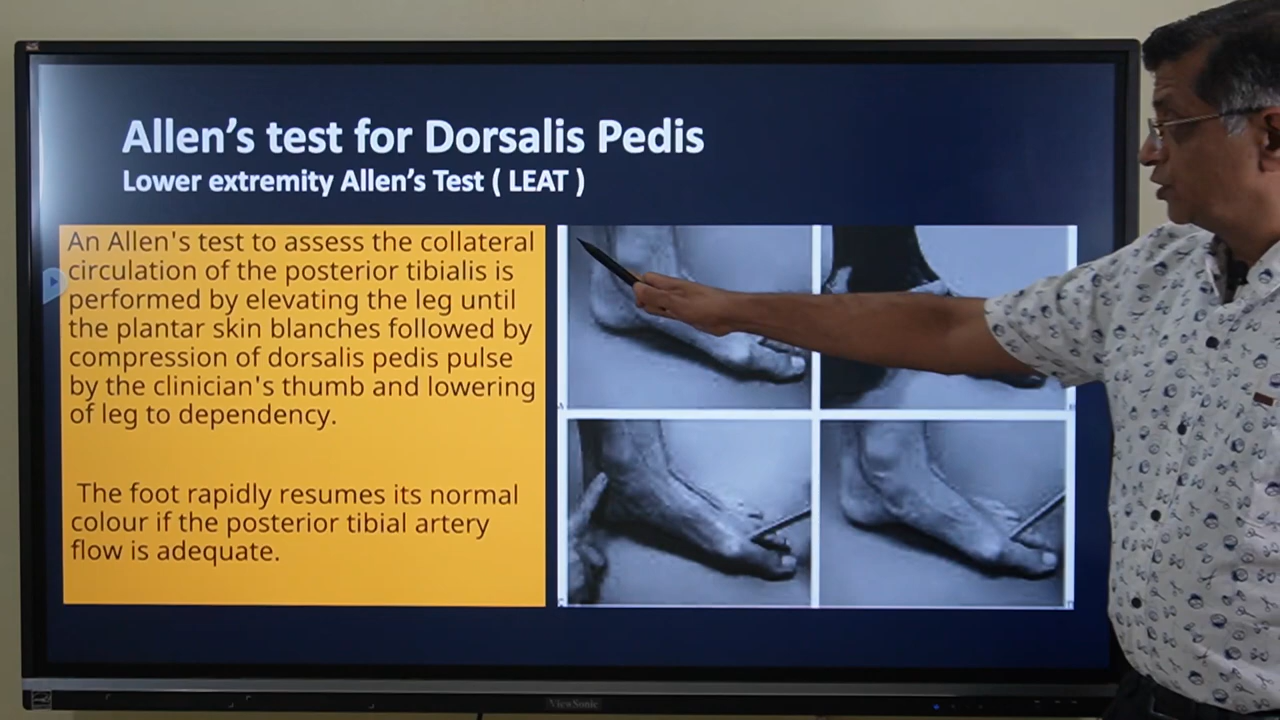 Allen's test for Dorsalis Pedis
Lower extremity Allen's Test ( LEAT )
An Allen's test to assess the collateral
circulation of the posterior tibialis is
performed by elevating the leg until
the plantar skin blanches followed by
compression of dorsalis pedis pulse
by the clinician's thumb and lowering
of leg to dependency.
The foot rapidly resumes its normal
colour if the posterior tibial artery
flow is adequate.
A
B
C
D
ViewSonic